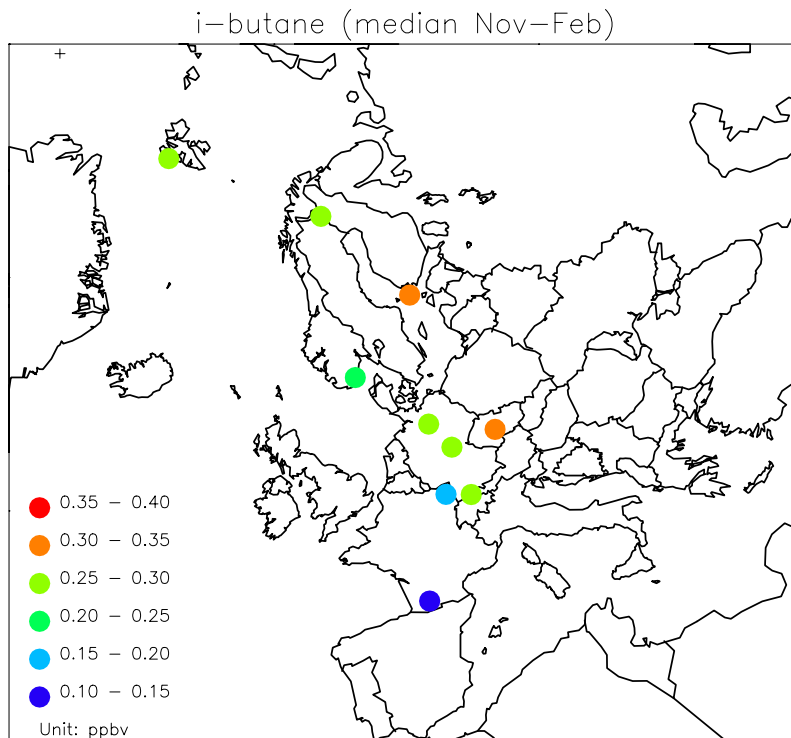 i-butane (median Nov-Feb)
0.35 - 0.40
0.30 - 0.35
0.25 - 0.30
0.20 - 0.25
0.15 - 0.20
0.10 - 0.15
Unit: ppbv